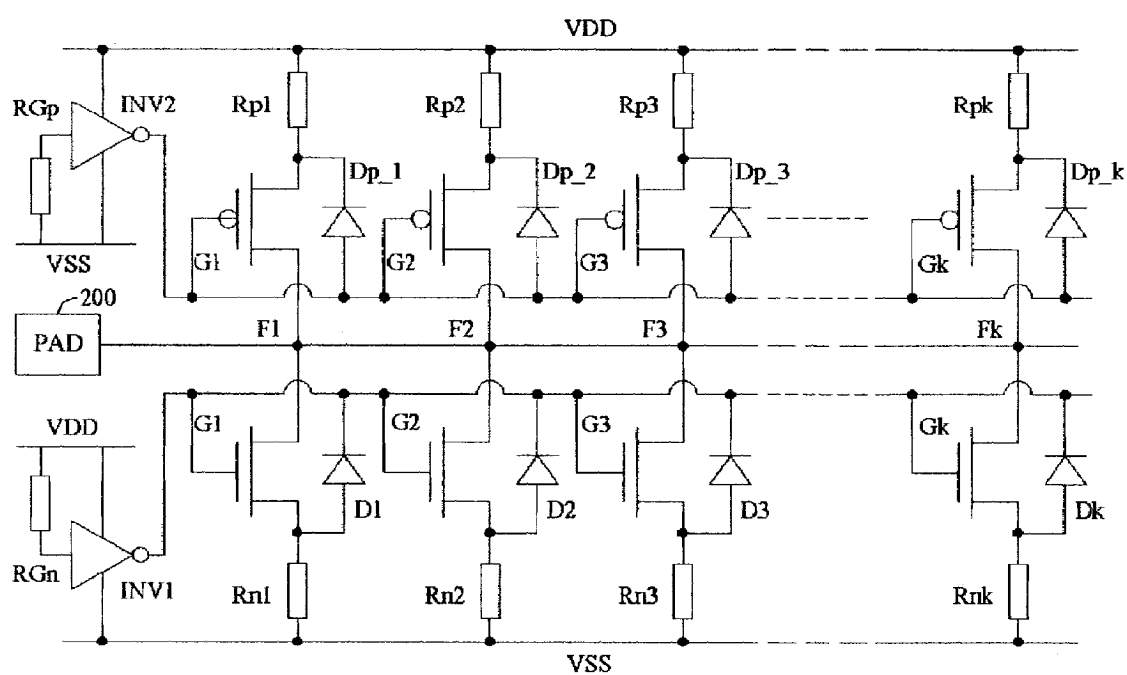 VDD
RGp INV2 Rp1 Rp2 Rp3 Rpk
Dp_1 Dp_2 Dp_3 Dp_k
VSS G1 G2 G3 Gk
200
PAD F1 F2 F3 Fk
VDD G1 G2 G3 Gk
D1 D2 D3 Dk
RGn INV1 Rn1 Rn2 Rn3 Rnk
VSS